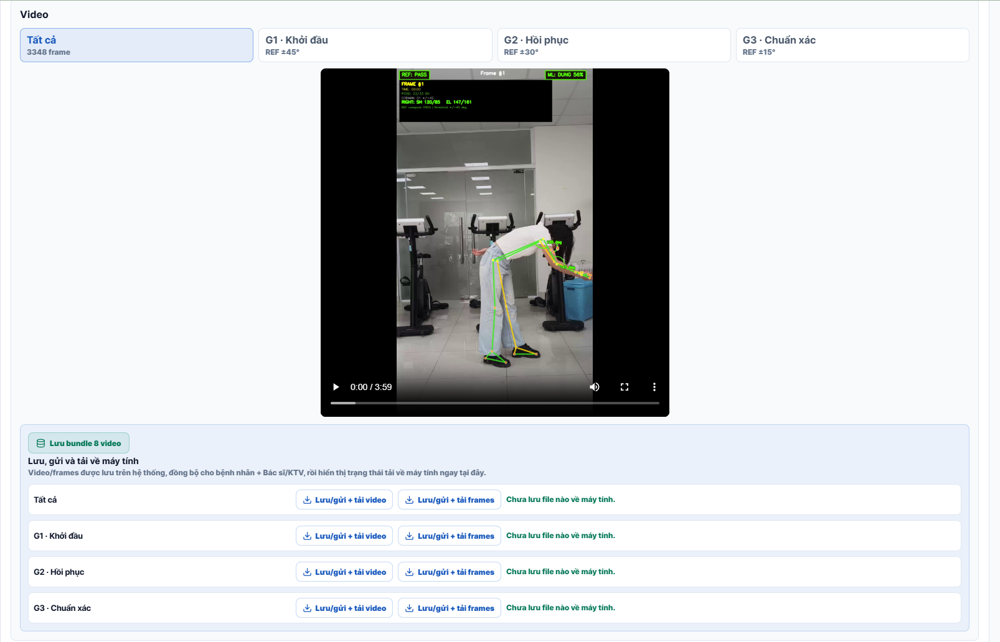 Video
Tất cả
3348 frame
G1 · Khởi đầu
REF ±45°
G2 · Hồi phục
REF ±30°
G3 · Chuẩn xác
REF ±15°
REF: PASS
Frame #1
ML: DUNG 56%
FRAME #1
TIME: 00:00
POSE: 33/33 OK
CODMAN: G1 +/-45
RIGHT: SH 120/85 EL 147/161
REF compare: PASS | threshold +/-45 deg
0:00 / 3:59
Lưu bundle 8 video
Lưu, gửi và tải về máy tính
Video/frames được lưu trên hệ thống, đồng bộ cho bệnh nhân + Bác sĩ/KTV, rồi hiển thị trạng thái tải về máy tính ngay tại đây.
Tất cả Lưu/gửi + tải video Lưu/gửi + tải frames Chưa lưu file nào về máy tính.
G1 · Khởi đầu Lưu/gửi + tải video Lưu/gửi + tải frames Chưa lưu file nào về máy tính.
G2 · Hồi phục Lưu/gửi + tải video Lưu/gửi + tải frames Chưa lưu file nào về máy tính.
G3 · Chuẩn xác Lưu/gửi + tải video Lưu/gửi + tải frames Chưa lưu file nào về máy tính.